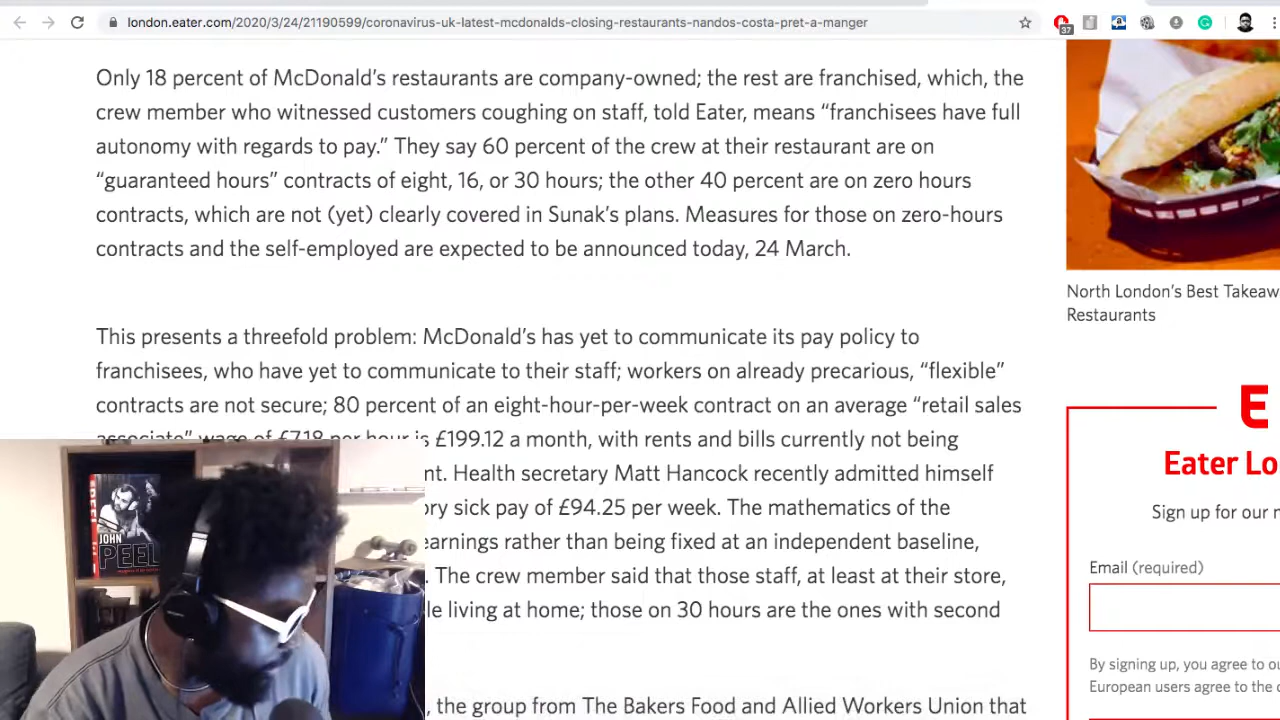 london.eater.com/2020/3/24/21190599/coronavirus-uk-latest-mcdonalds-closing-restaurants-nandos-costa-pret-a-manger
37
Only 18 percent of McDonald’s restaurants are company-owned; the rest are franchised, which, the
crew member who witnessed customers coughing on staff, told Eater, means “franchisees have full
autonomy with regards to pay.” They say 60 percent of the crew at their restaurant are on
“guaranteed hours” contracts of eight, 16, or 30 hours; the other 40 percent are on zero hours
contracts, which are not (yet) clearly covered in Sunak’s plans. Measures for those on zero-hours
contracts and the self-employed are expected to be announced today, 24 March.
This presents a threefold problem: McDonald’s has yet to communicate its pay policy to
franchisees, who have yet to communicate to their staff; workers on already precarious, “flexible”
contracts are not secure; 80 percent of an eight-hour-per-week contract on an average “retail sales
associate” wage of £7.18 per hour is £199.12 a month, with rents and bills currently not being
nt. Health secretary Matt Hancock recently admitted himself
ory sick pay of £94.25 per week. The mathematics of the
earnings rather than being fixed at an independent baseline,
. The crew member said that those staff, at least at their store,
le living at home; those on 30 hours are the ones with second
, the group from The Bakers Food and Allied Workers Union that
JOHN
PEEL
North London’s Best Takeaw
Restaurants
E
Eater Lo
Sign up for our n
Email (required)
By signing up, you agree to ou
European users agree to the d